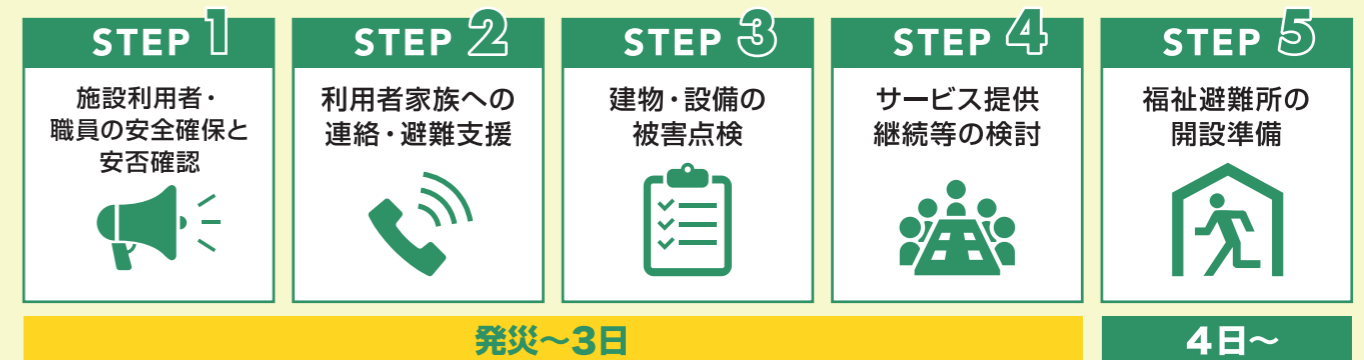 STEP 1
施設利用者・
職員の安全確保と
安否確認
STEP 2
利用者家族への
連絡・避難支援
STEP 3
建物・設備の
被害点検
STEP 4
サービス提供
継続等の検討
STEP 5
福祉避難所の
開設準備
発災～3日
4日～